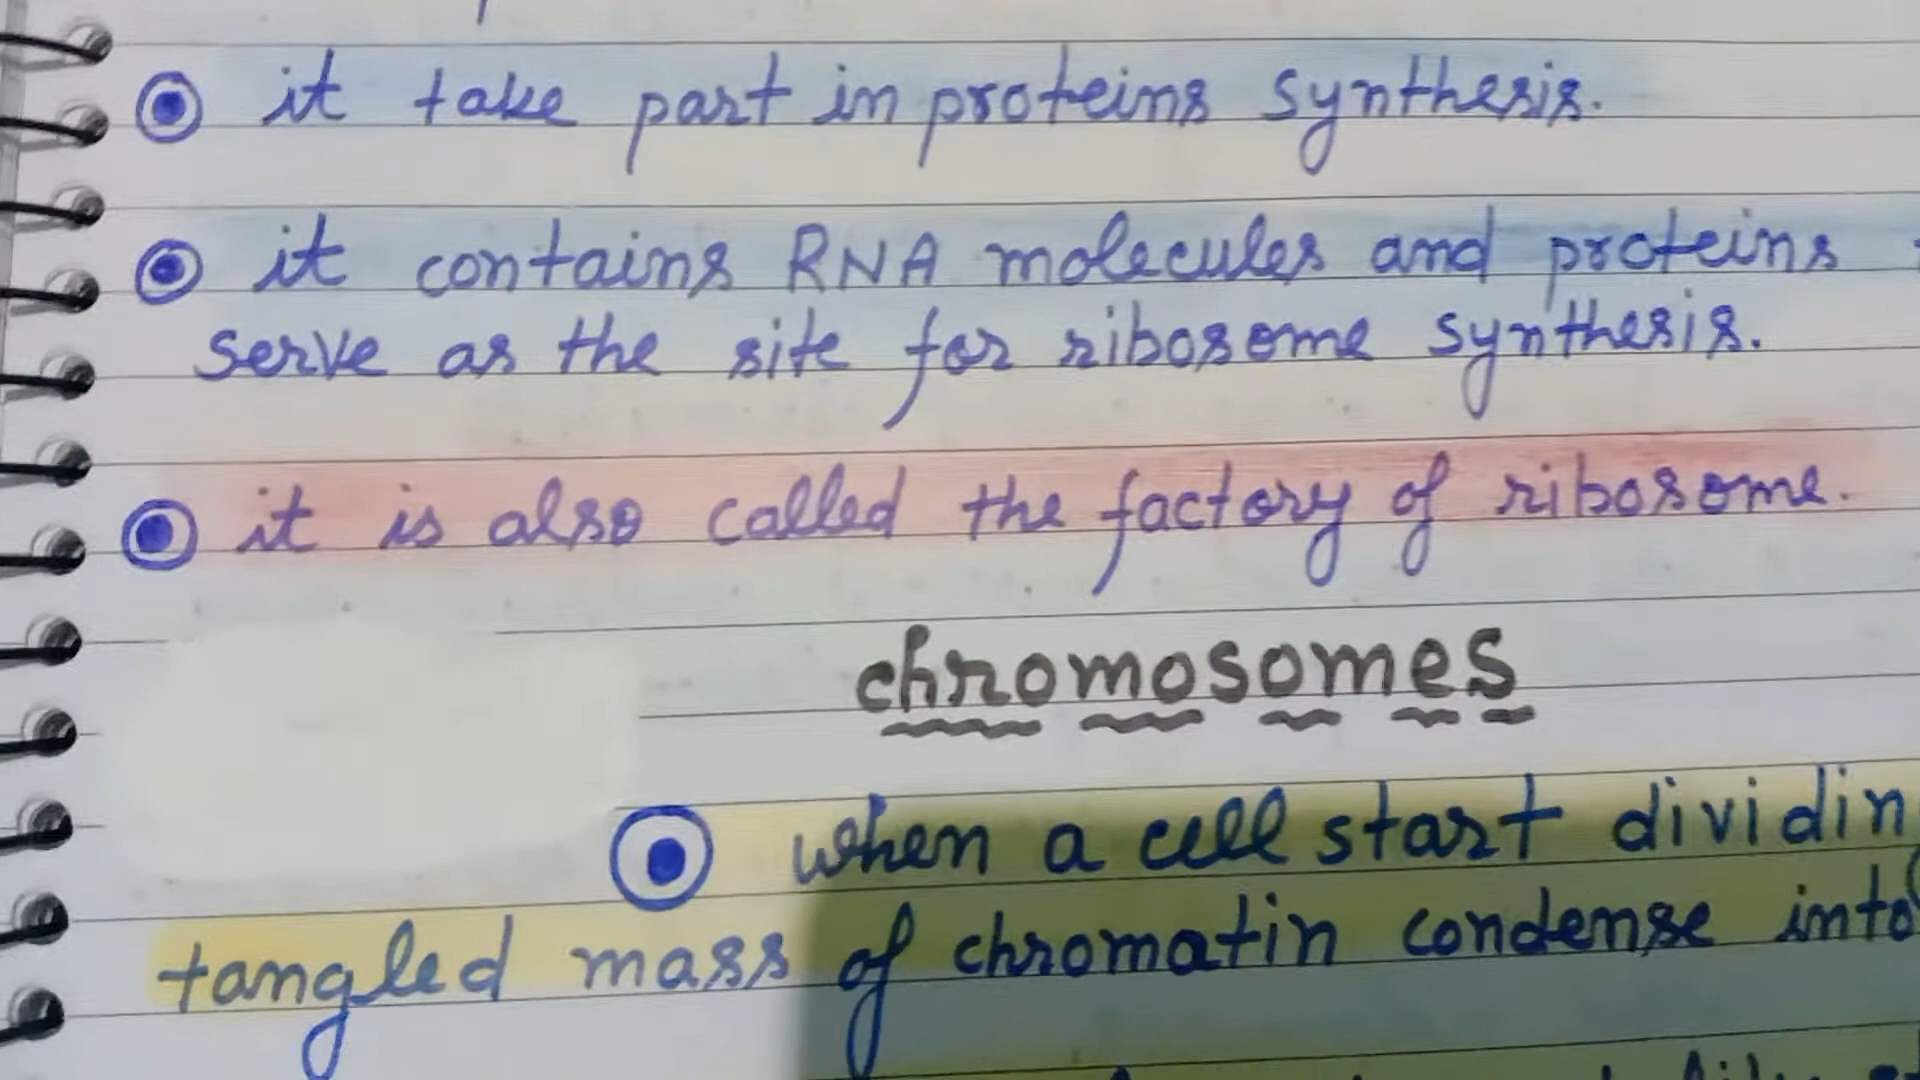 it take part in proteins synthesis.
it contains RNA molecules and proteins
serve as the site for ribosome synthesis.
it is also called the factory of ribosome.
chromosomes
when a cell start dividin
tangled mass of chromatin condense into